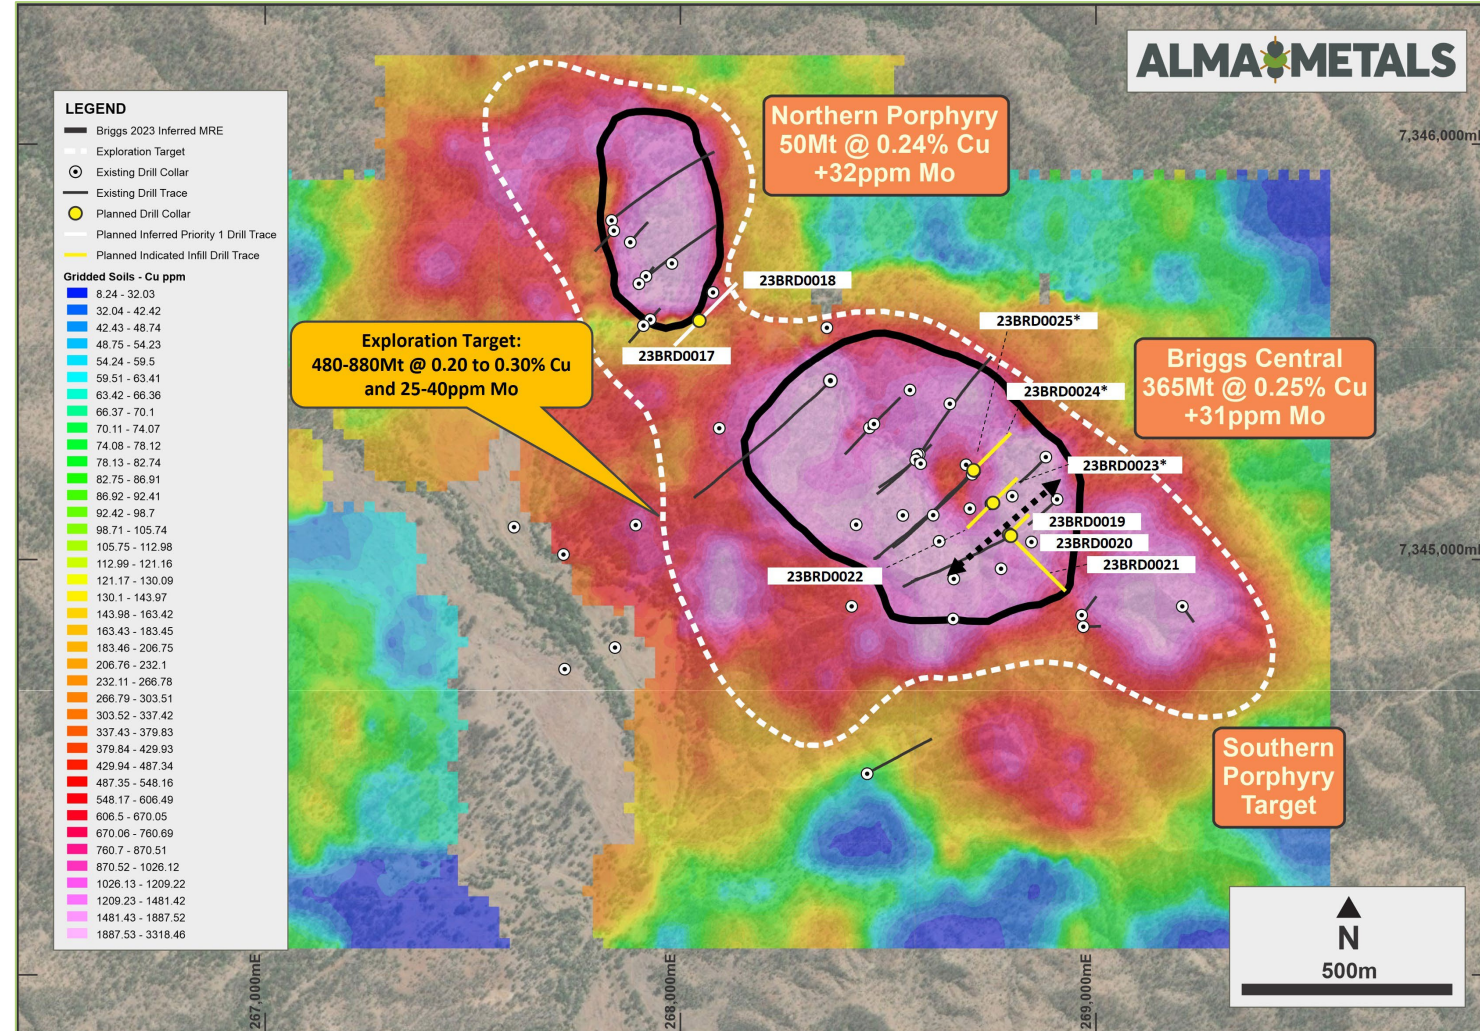 ALMA METALS
LEGEND
Briggs 2023 Inferred MRE
Exploration Target
Existing Drill Collar
Existing Drill Trace
Planned Drill Collar
Planned Inferred Priority 1 Drill Trace
Planned Indicated Infill Drill Trace
Gridded Soils - Cu ppm
8.24 - 32.03
32.04 - 42.42
42.43 - 48.74
48.75 - 54.23
54.24 - 59.5
59.51 - 63.41
63.42 - 66.36
66.37 - 70.1
70.11 - 74.07
74.08 - 78.12
78.13 - 82.74
82.75 - 86.91
86.92 - 92.41
92.42 - 98.7
98.71 - 105.74
105.75 - 112.98
112.99 - 121.16
121.17 - 130.09
130.1 - 143.97
143.98 - 163.42
163.43 - 183.45
183.46 - 206.75
206.76 - 232.1
232.11 - 266.78
266.79 - 303.51
303.52 - 337.42
337.43 - 379.83
379.84 - 429.93
429.94 - 487.34
487.35 - 548.16
548.17 - 606.49
606.5 - 670.05
670.06 - 760.69
760.7 - 870.51
870.52 - 1026.12
1026.13 - 1209.22
1209.23 - 1481.42
1481.43 - 1887.52
1887.53 - 3318.46
Northern Porphyry
50Mt @ 0.24% Cu
+32ppm Mo
7,346,000mN
23BRD0018
23BRD0017
Exploration Target:
480-880Mt @ 0.20 to 0.30% Cu
and 25-40ppm Mo
23BRD0025*
23BRD0024*
Briggs Central
365Mt @ 0.25% Cu
+31ppm Mo
23BRD0023*
23BRD0019
23BRD0020
23BRD0021
23BRD0022
7,345,000mN
Southern
Porphyry
Target
N
500m
267,000mE
268,000mE
269,000mE